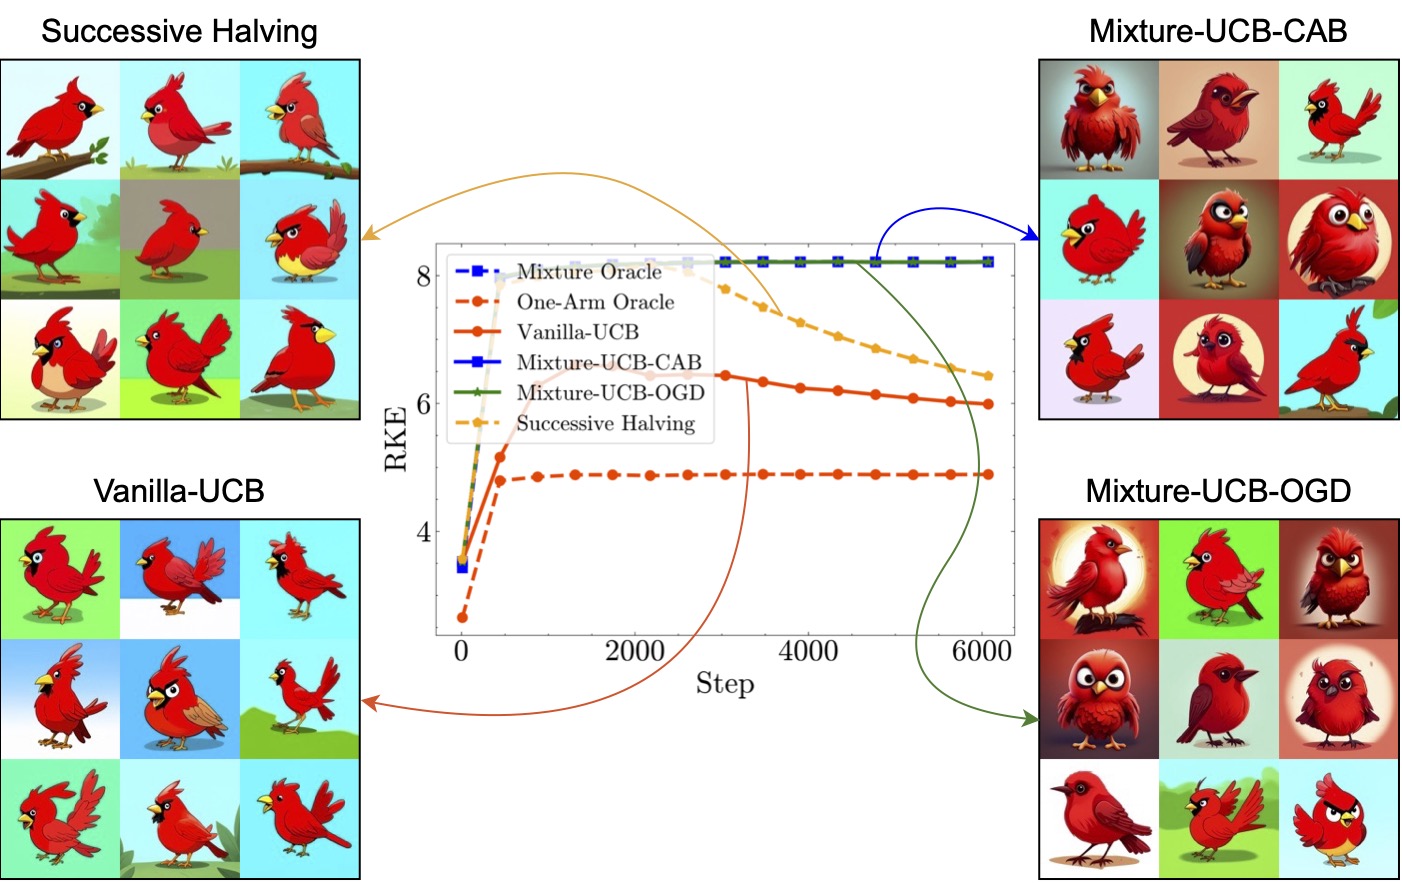 Successive Halving
Mixture-UCB-CAB
8
6
4
RKE
Mixture Oracle
One-Arm Oracle
Vanilla-UCB
Mixture-UCB-CAB
Mixture-UCB-OGD
Successive Halving
0 2000 4000 6000
Step
Vanilla-UCB
Mixture-UCB-OGD